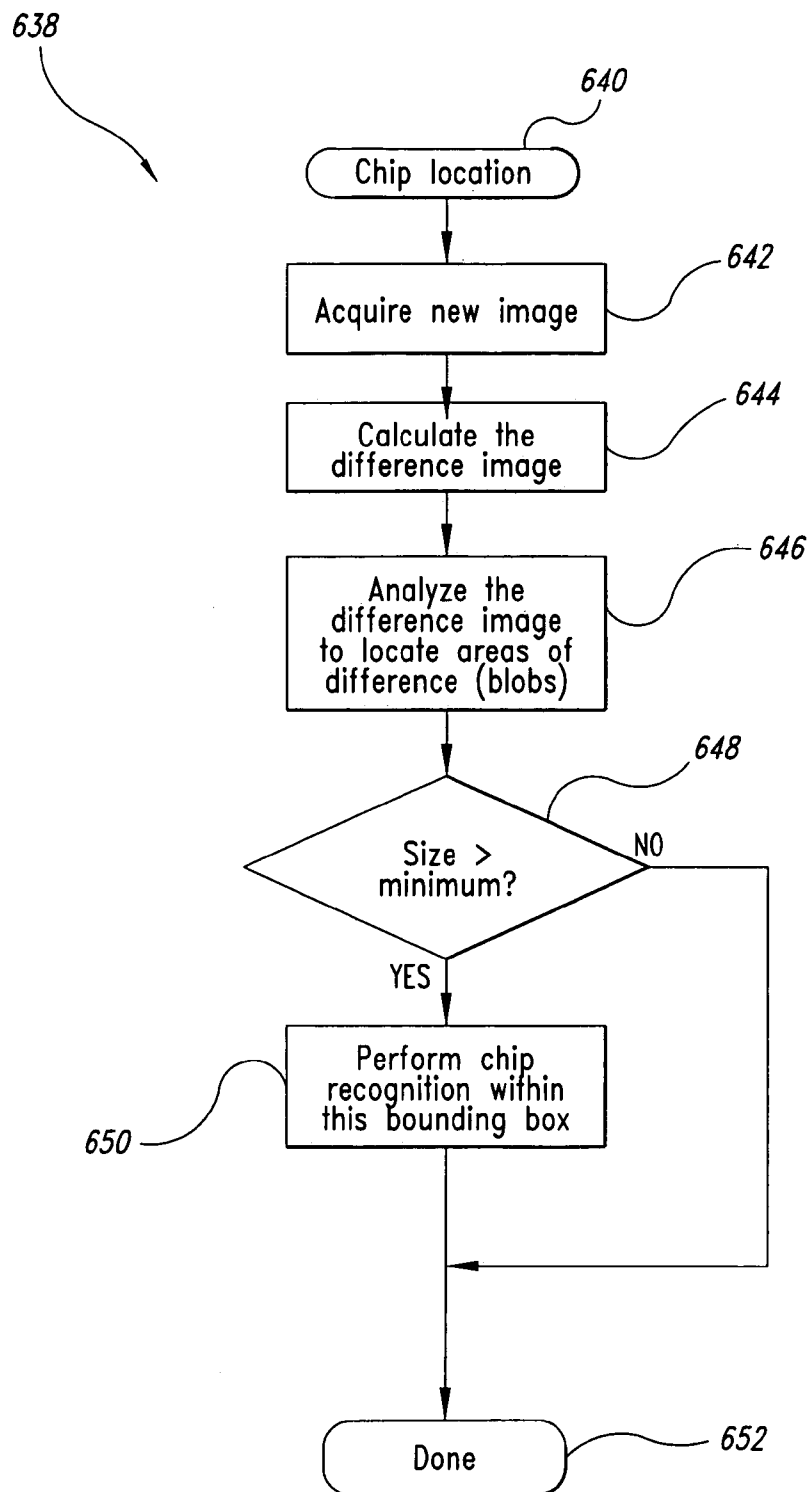 638
640
Chip location
642
Acquire new image
644
Calculate the
difference image
646
Analyze the
difference image
to locate areas of
difference (blobs)
648
Size >
minimum?
NO
YES
Perform chip
recognition within
this bounding box
650
Done
652